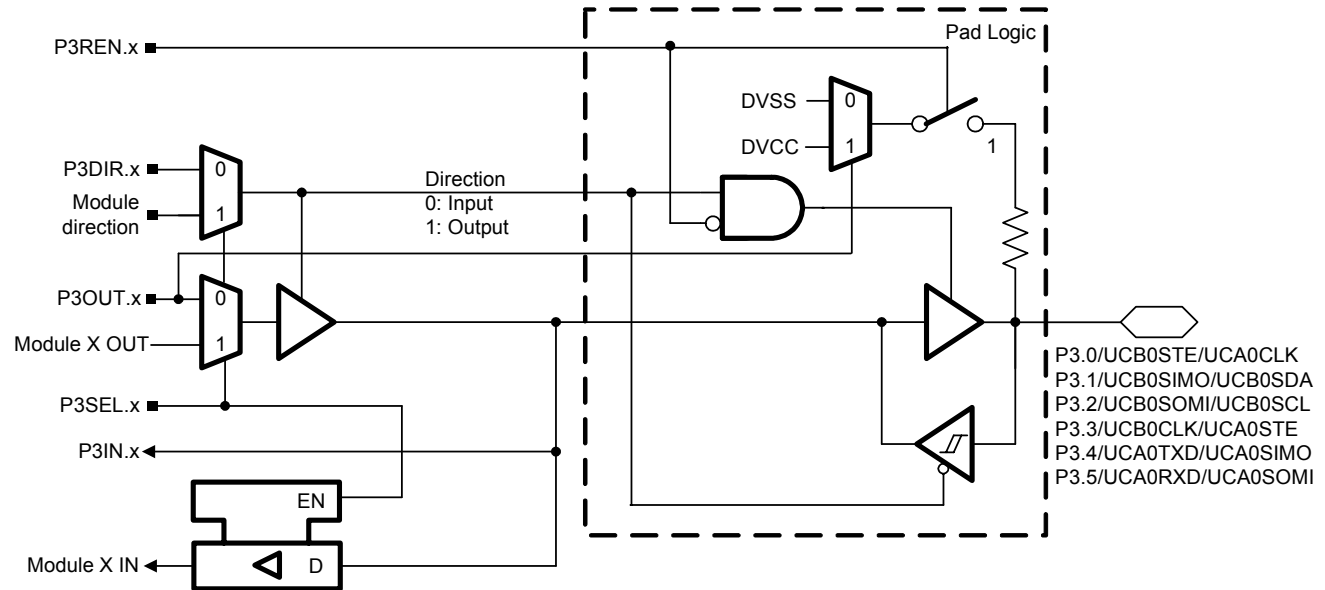 Pad Logic
P3REN.x
DVSS
0
DVCC
1
1
P3DIR.x
0
Module
direction
1
Direction
0: Input
1: Output
P3OUT.x
0
Module X OUT
1
P3SEL.x
P3IN.x
EN
D
Module X IN
P3.0/UCB0STE/UCA0CLK
P3.1/UCB0SIMO/UCB0SDA
P3.2/UCB0SOMI/UCB0SCL
P3.3/UCB0CLK/UCA0STE
P3.4/UCA0TXD/UCA0SIMO
P3.5/UCA0RXD/UCA0SOMI